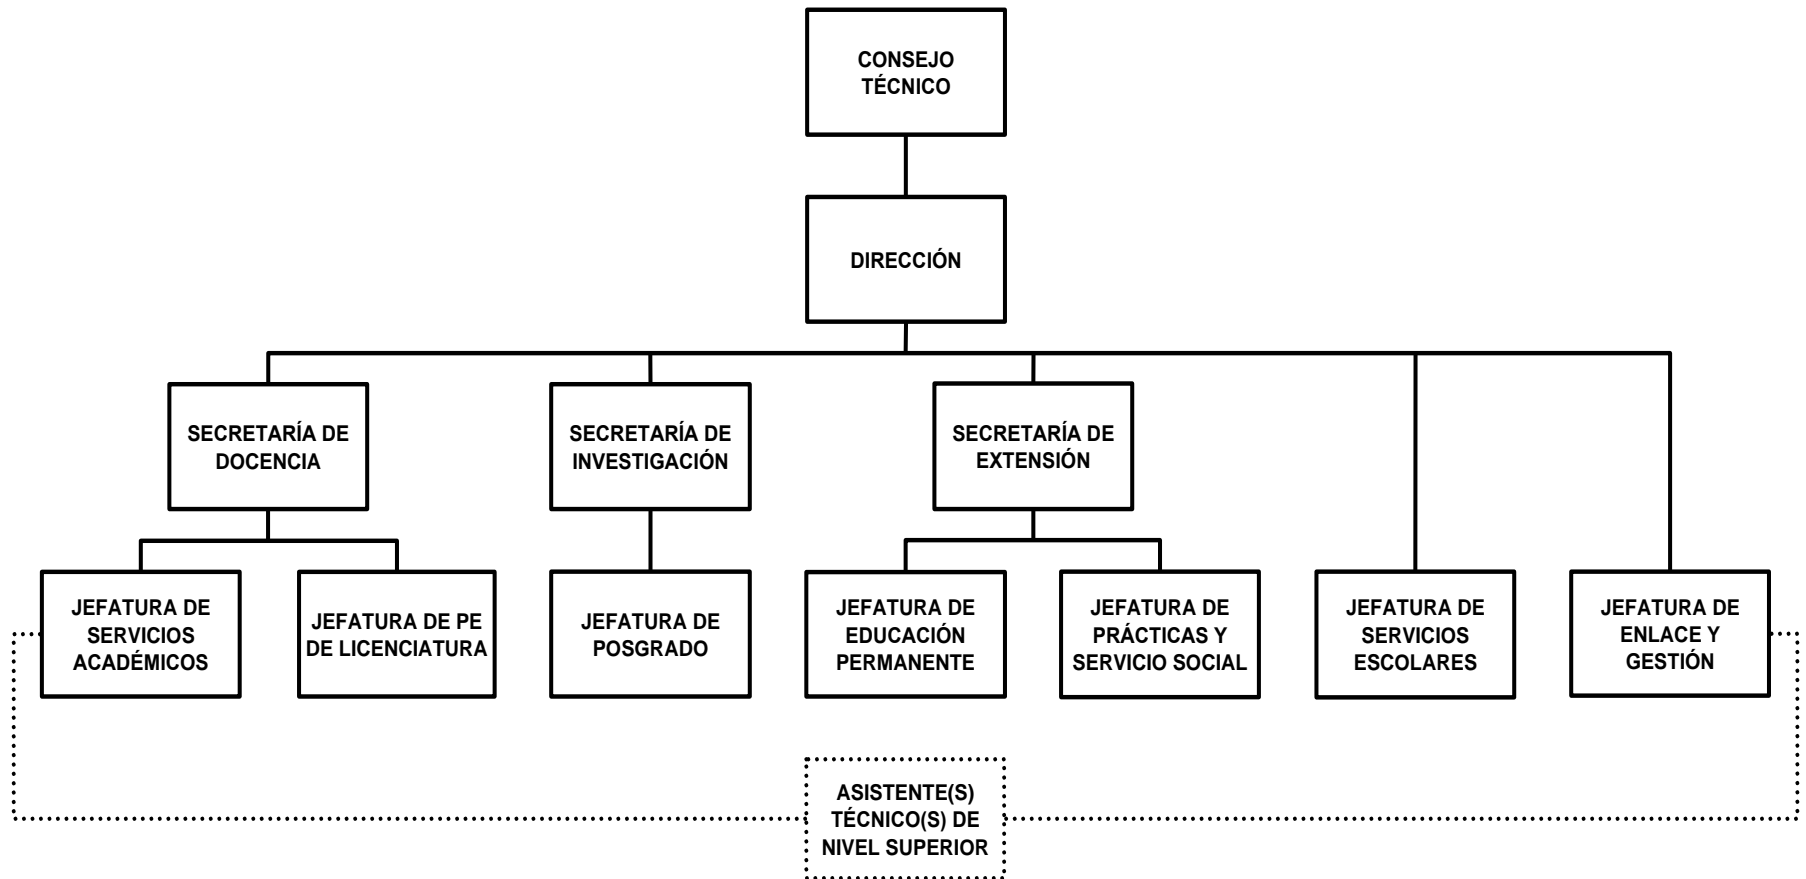 CONSEJO
TÉCNICO
DIRECCIÓN
SECRETARÍA DE
DOCENCIA
SECRETARÍA DE
INVESTIGACIÓN
SECRETARÍA DE
EXTENSIÓN
JEFATURA DE
SERVICIOS
ACADÉMICOS
JEFATURA DE PE
DE LICENCIATURA
JEFATURA DE
POSGRADO
JEFATURA DE
EDUCACIÓN
PERMANENTE
JEFATURA DE
PRÁCTICAS Y
SERVICIO SOCIAL
JEFATURA DE
SERVICIOS
ESCOLARES
JEFATURA DE
ENLACE Y
GESTIÓN
ASISTENTE(S)
TÉCNICO(S) DE
NIVEL SUPERIOR